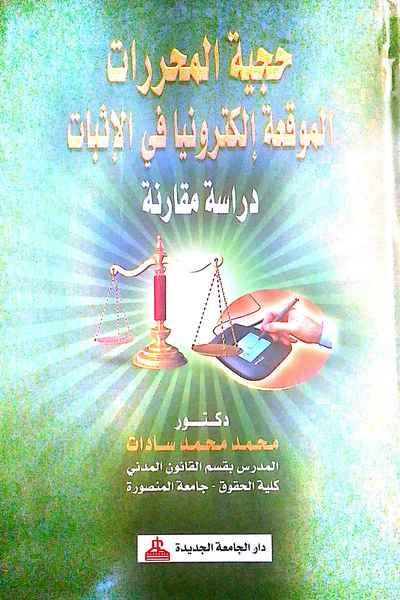 حجية المحررات
الموقعة إلكترونيا في الإثبات
دراسة مقارنة
دكتور
محمد محمد سادات
المدرس بقسم القانون المدني
كلية الحقوق - جامعة المنصورة
دار الجامعة الجديدة